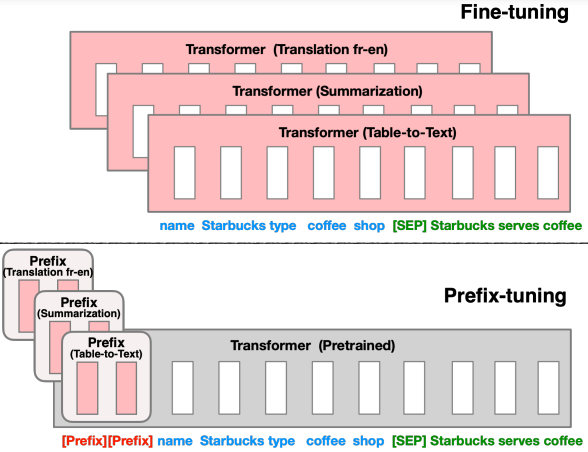 Fine-tuning
Transformer (Translation fr-en)
Transformer (Summarization)
Transformer (Table-to-Text)
name Starbucks type coffee shop [SEP] Starbucks serves coffee
Prefix-tuning
Prefix
(Translation fr-en)
Prefix
(Summarization)
Prefix
(Table-to-Text)
Transformer (Pretrained)
[Prefix][Prefix] name Starbucks type coffee shop [SEP] Starbucks serves coffee